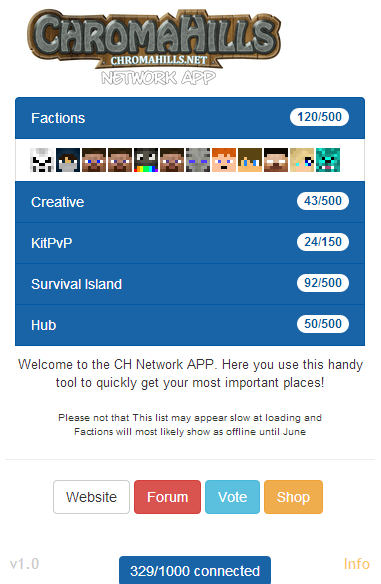 CHROMAHILLS
CHROMAHILLS.NET
NETWORK APP
Factions 120/500
Creative 43/500
KitPvP 24/150
Survival Island 92/500
Hub 50/500
Welcome to the CH Network APP. Here you use this handy
tool to quickly get your most important places!
Please not that This list may appear slow at loading and
Factions will most likely show as offline until June
Website Forum Vote Shop
v1.0 329/1000 connected Info